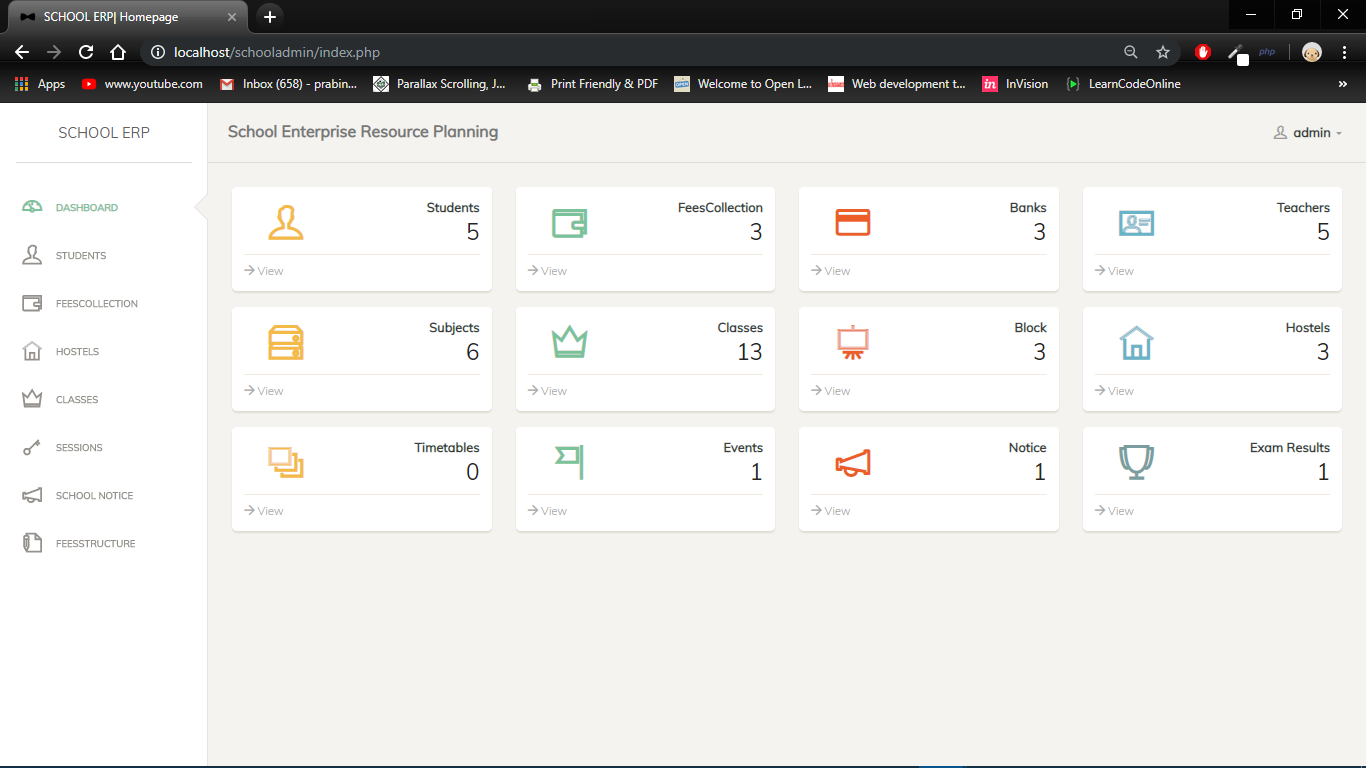 SCHOOL ERP| Homepage
localhost/schooladmin/index.php
php
Apps
www.youtube.com
Inbox (658) - prabin...
Parallax Scrolling, J...
Print Friendly & PDF
Welcome to Open L...
Web development t...
in InVision
LearnCodeOnline
»
SCHOOL ERP
School Enterprise Resource Planning
admin
DASHBOARD
STUDENTS
FEESCOLLECTION
HOSTELS
CLASSES
SESSIONS
SCHOOL NOTICE
FEESSTRUCTURE
Students
5
View
FeesCollection
3
View
Banks
3
View
Teachers
5
View
Subjects
6
View
Classes
13
View
Block
3
View
Hostels
3
View
Timetables
0
View
Events
1
View
Notice
1
View
Exam Results
1
View